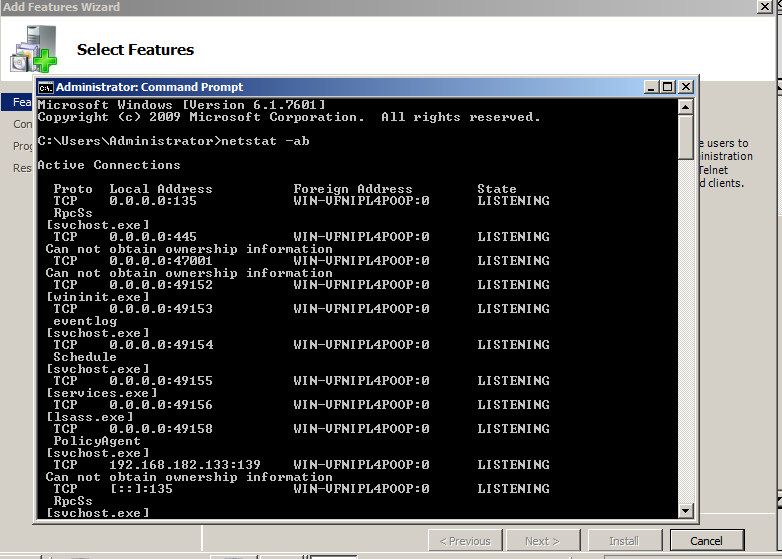 Add Features Wizard
Select Features
Administrator: Command Prompt
Microsoft Windows [Version 6.1.7601]
Copyright (c) 2009 Microsoft Corporation.  All rights reserved.
C:\Users\Administrator>netstat -ab
Active Connections
Proto  Local Address          Foreign Address        State
TCP    0.0.0.0:135            WIN-VFNIPL4POOP:0      LISTENING
RpcSs
[svchost.exe]
TCP    0.0.0.0:445            WIN-VFNIPL4POOP:0      LISTENING
Can not obtain ownership information
TCP    0.0.0.0:47001          WIN-VFNIPL4POOP:0      LISTENING
Can not obtain ownership information
TCP    0.0.0.0:49152          WIN-VFNIPL4POOP:0      LISTENING
[wininit.exe]
TCP    0.0.0.0:49153          WIN-VFNIPL4POOP:0      LISTENING
eventlog
[svchost.exe]
TCP    0.0.0.0:49154          WIN-VFNIPL4POOP:0      LISTENING
Schedule
[svchost.exe]
TCP    0.0.0.0:49155          WIN-VFNIPL4POOP:0      LISTENING
[services.exe]
TCP    0.0.0.0:49156          WIN-VFNIPL4POOP:0      LISTENING
[lsass.exe]
TCP    0.0.0.0:49158          WIN-VFNIPL4POOP:0      LISTENING
PolicyAgent
[svchost.exe]
TCP    192.168.182.133:139    WIN-VFNIPL4POOP:0      LISTENING
Can not obtain ownership information
TCP    [::]:135               WIN-VFNIPL4POOP:0      LISTENING
RpcSs
[svchost.exe]
Fea
Con
Pro
Res
e users to
inistration
Telnet
d clients.
< Previous
Next >
Install
Cancel